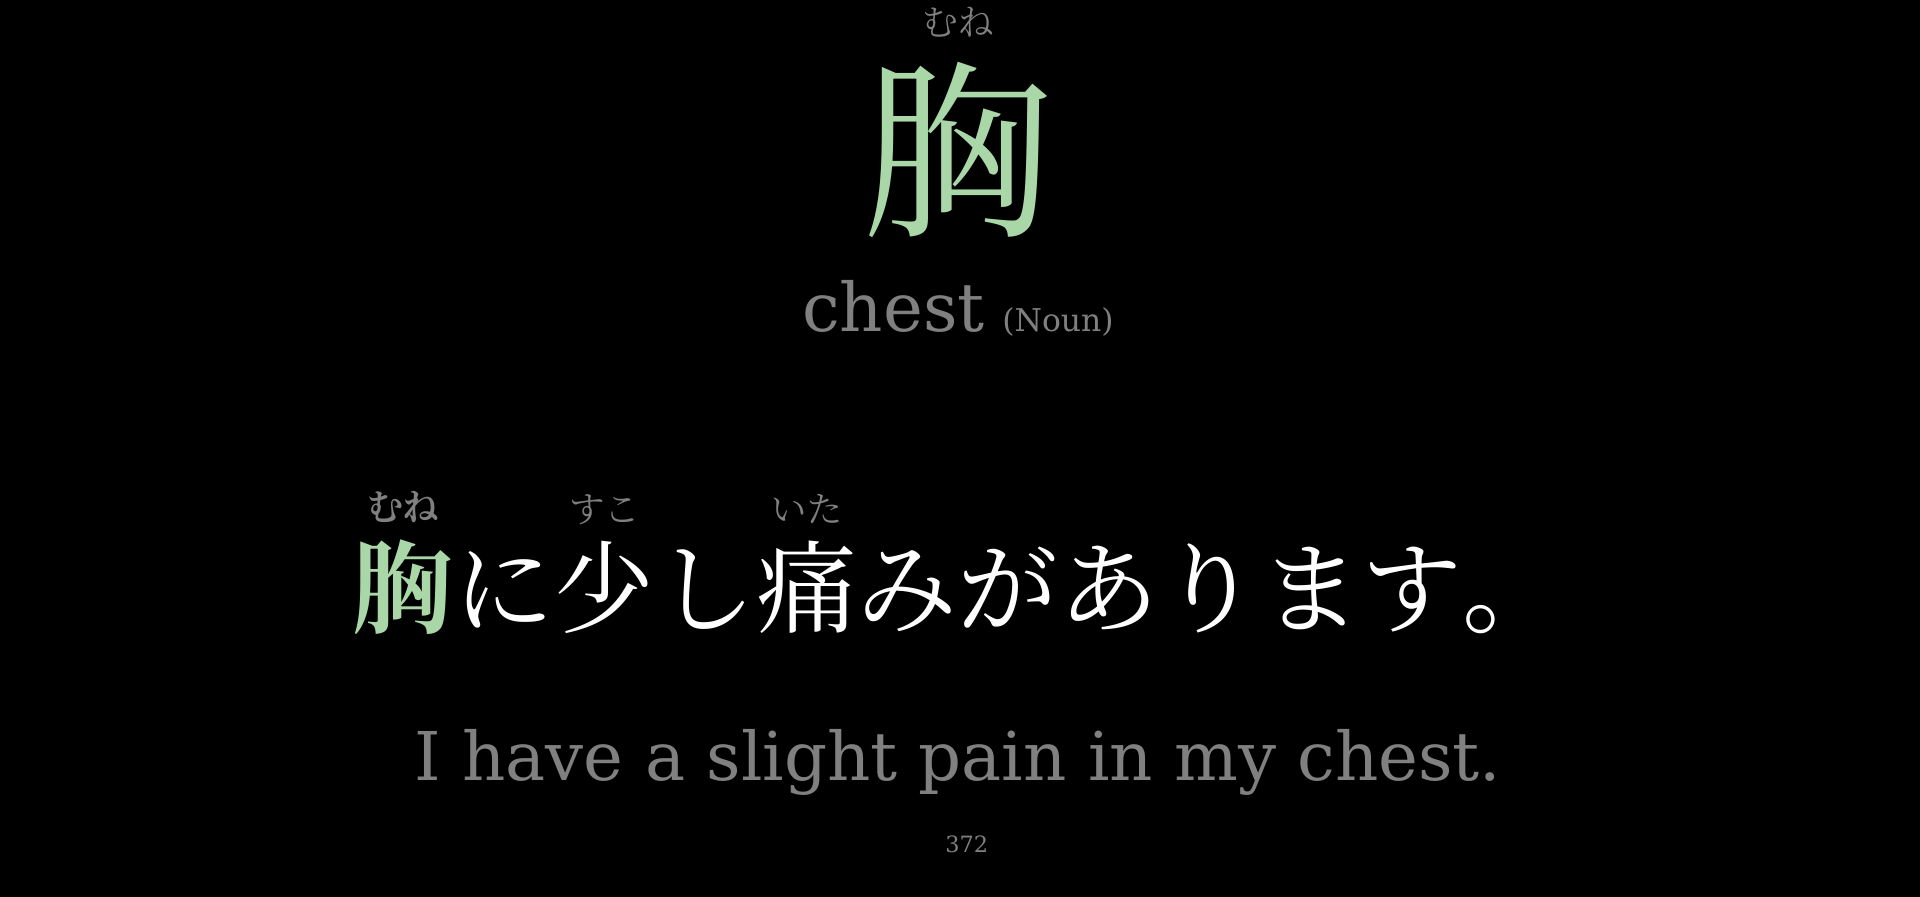 むね
胸
chest (Noun)
むね すこ いた
胸に少し痛みがあります。
I have a slight pain in my chest.
372